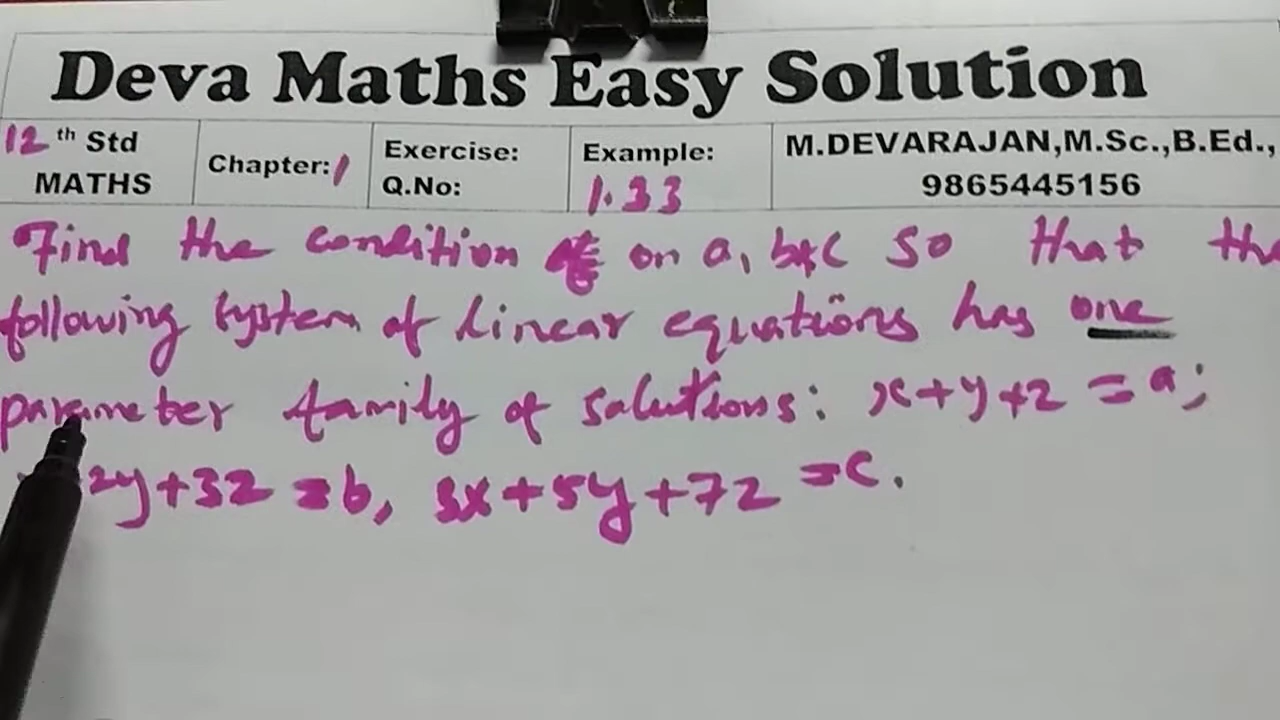 Deva Maths Easy Solution
12 th Std MATHS
Chapter: 1
Exercise:
Q.No:
Example: 1.33
M.DEVARAJAN,M.Sc.,B.Ed.,
9865445156
Find the condition on a, b & c so that the
following system of linear equations has one
parameter family of solutions: x+y+z = a;
2y+3z = b, 3x+5y+7z = c.